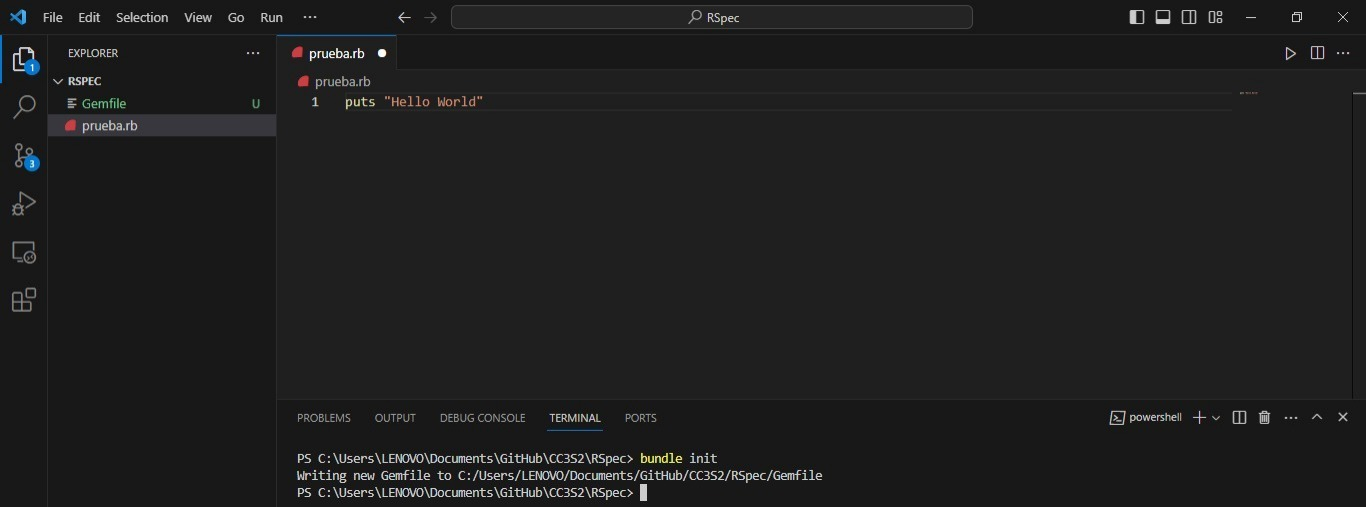 File Edit Selection View Go Run ···
RSpec
EXPLORER ···
1
RSPEC
Gemfile U
prueba.rb
3
prueba.rb
prueba.rb
1 puts "Hello World"
PROBLEMS OUTPUT DEBUG CONSOLE TERMINAL PORTS
powershell
PS C:\Users\LENOVO\Documents\GitHub\CC3S2\RSpec> bundle init
Writing new Gemfile to C:/Users/LENOVO/Documents/GitHub/CC3S2/RSpec/Gemfile
PS C:\Users\LENOVO\Documents\GitHub\CC3S2\RSpec>